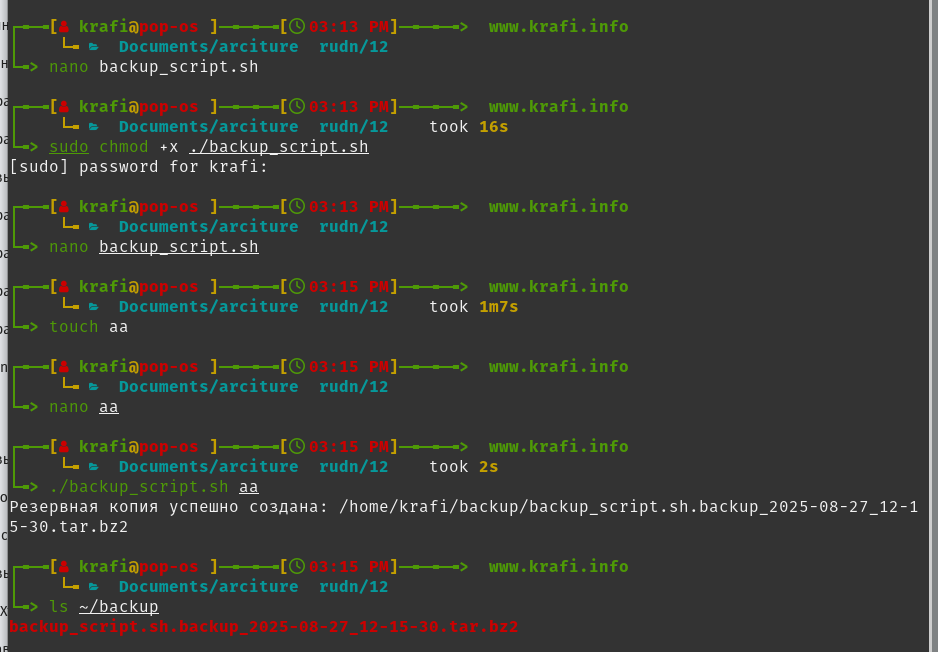 [ krafi@pop-os ][ 03:13 PM] www.krafi.info
Documents/arciture rudn/12
nano backup_script.sh
[ krafi@pop-os ][ 03:13 PM] www.krafi.info
Documents/arciture rudn/12 took 16s
sudo chmod +x ./backup_script.sh
[sudo] password for krafi:
[ krafi@pop-os ][ 03:13 PM] www.krafi.info
Documents/arciture rudn/12
nano backup_script.sh
[ krafi@pop-os ][ 03:15 PM] www.krafi.info
Documents/arciture rudn/12 took 1m7s
touch aa
[ krafi@pop-os ][ 03:15 PM] www.krafi.info
Documents/arciture rudn/12
nano aa
[ krafi@pop-os ][ 03:15 PM] www.krafi.info
Documents/arciture rudn/12 took 2s
./backup_script.sh aa
Резервная копия успешно создана: /home/krafi/backup/backup_script.sh.backup_2025-08-27_12-1
5-30.tar.bz2
[ krafi@pop-os ][ 03:15 PM] www.krafi.info
Documents/arciture rudn/12
ls ~/backup
backup_script.sh.backup_2025-08-27_12-15-30.tar.bz2